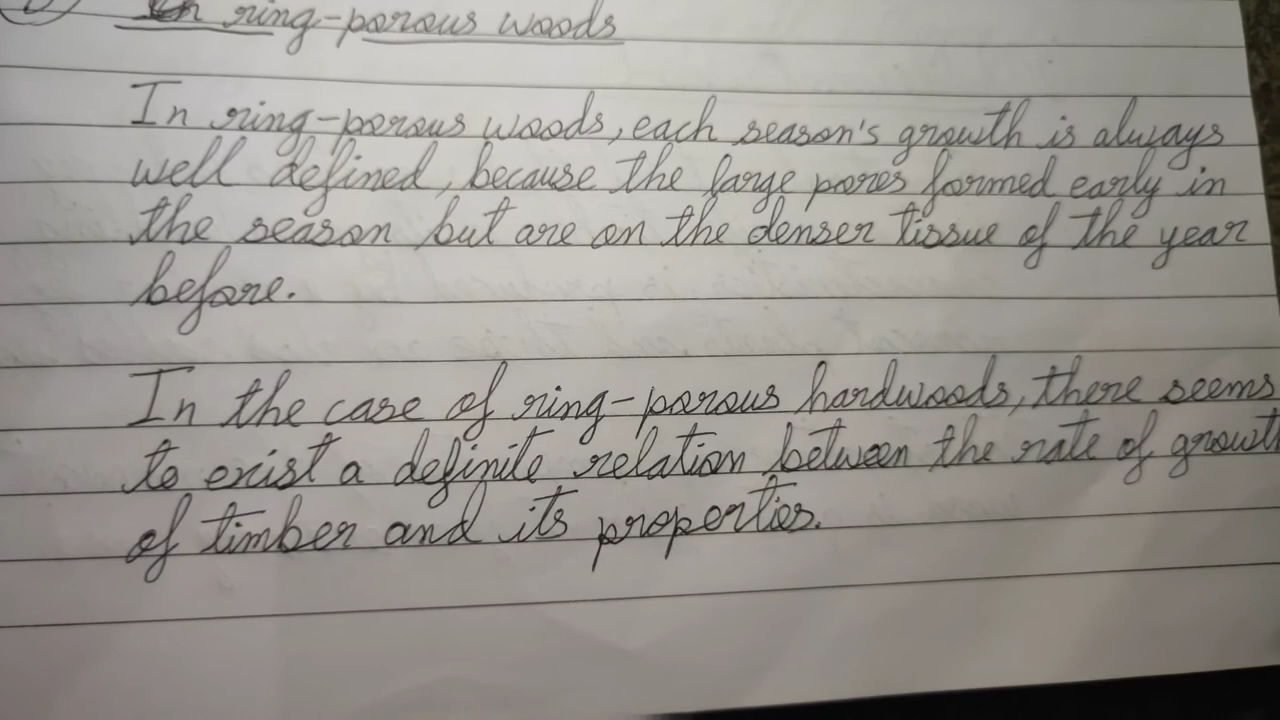 ring-porous woods
In ring-porous woods, each season's growth is always
well defined, because the large pores formed early in
the season but are on the denser tissue of the year
before.
In the case of ring-porous hardwoods, there seems
to exist a definite relation between the rate of growt
of timber and its properties.